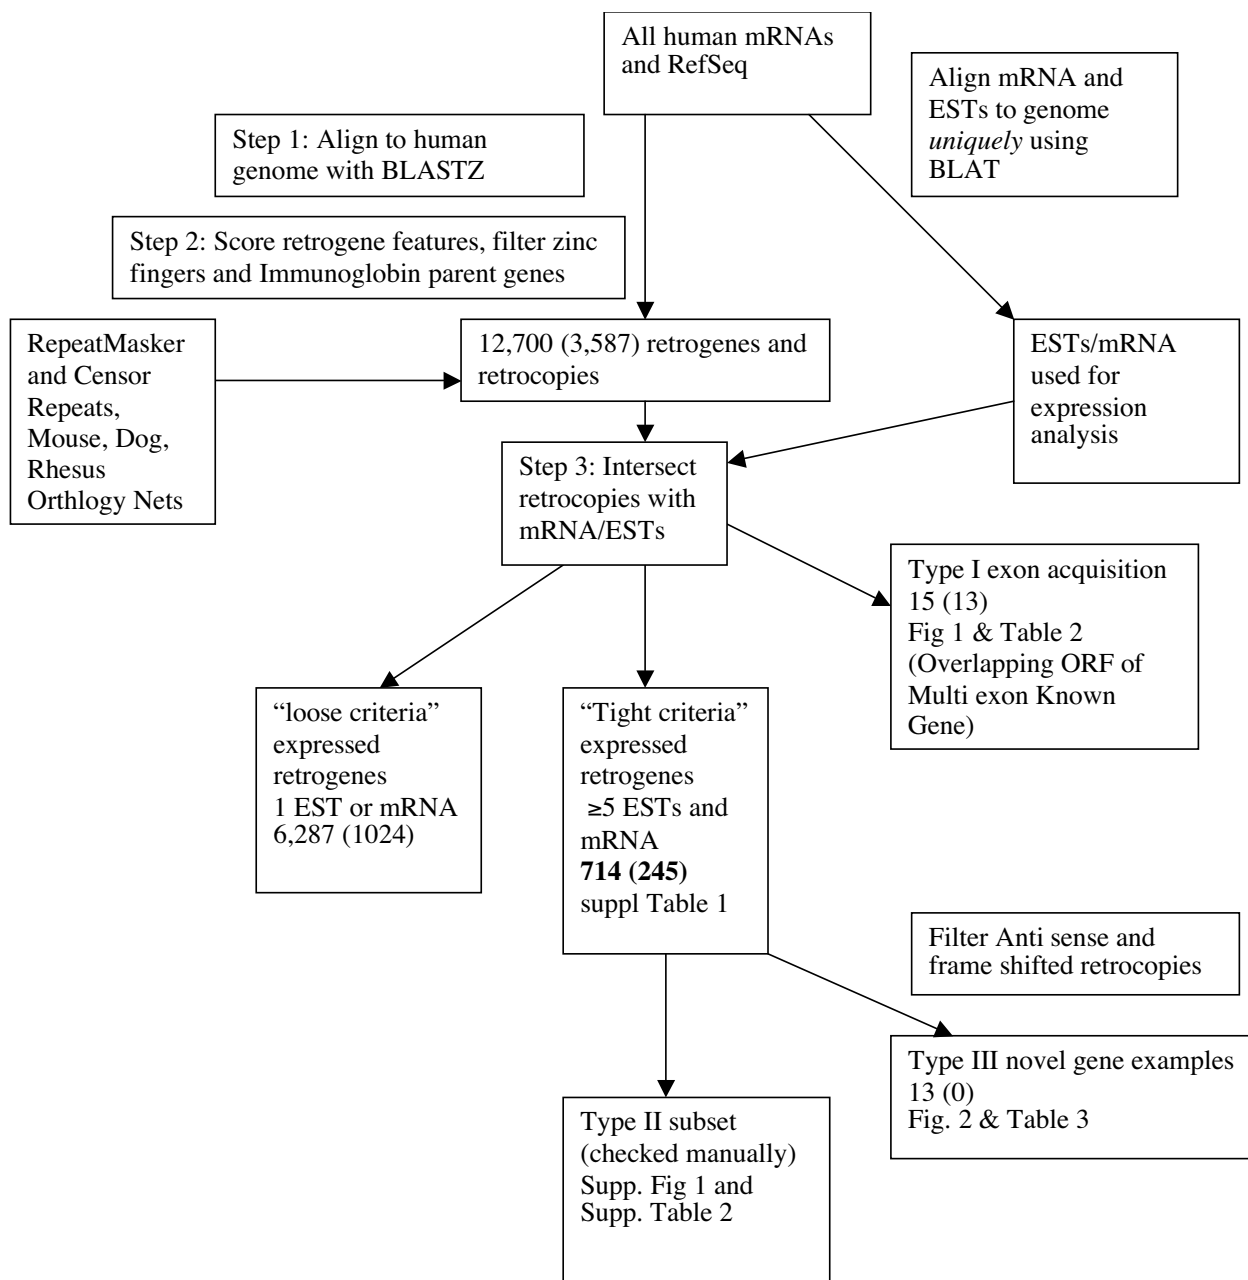 All human mRNAs
and RefSeq
Align mRNA and
ESTs to genome
uniquely using
BLAT
Step 1: Align to human
genome with BLASTZ
Step 2: Score retrogene features, filter zinc
fingers and Immunoglobin parent genes
RepeatMasker
and Censor
Repeats,
Mouse, Dog,
Rhesus
Orthlogy Nets
12,700 (3,587) retrogenes and
retrocopies
ESTs/mRNA
used for
expression
analysis
Step 3: Intersect
retrocopies with
mRNA/ESTs
Type I exon acquisition
15 (13)
Fig 1 & Table 2
(Overlapping ORF of
Multi exon Known
Gene)
“loose criteria”
expressed
retrogenes
1 EST or mRNA
6,287 (1024)
“Tight criteria”
expressed
retrogenes
≥5 ESTs and
mRNA
714 (245)
suppl Table 1
Filter Anti sense and
frame shifted retrocopies
Type III novel gene examples
13 (0)
Fig. 2 & Table 3
Type II subset
(checked manually)
Supp. Fig 1 and
Supp. Table 2